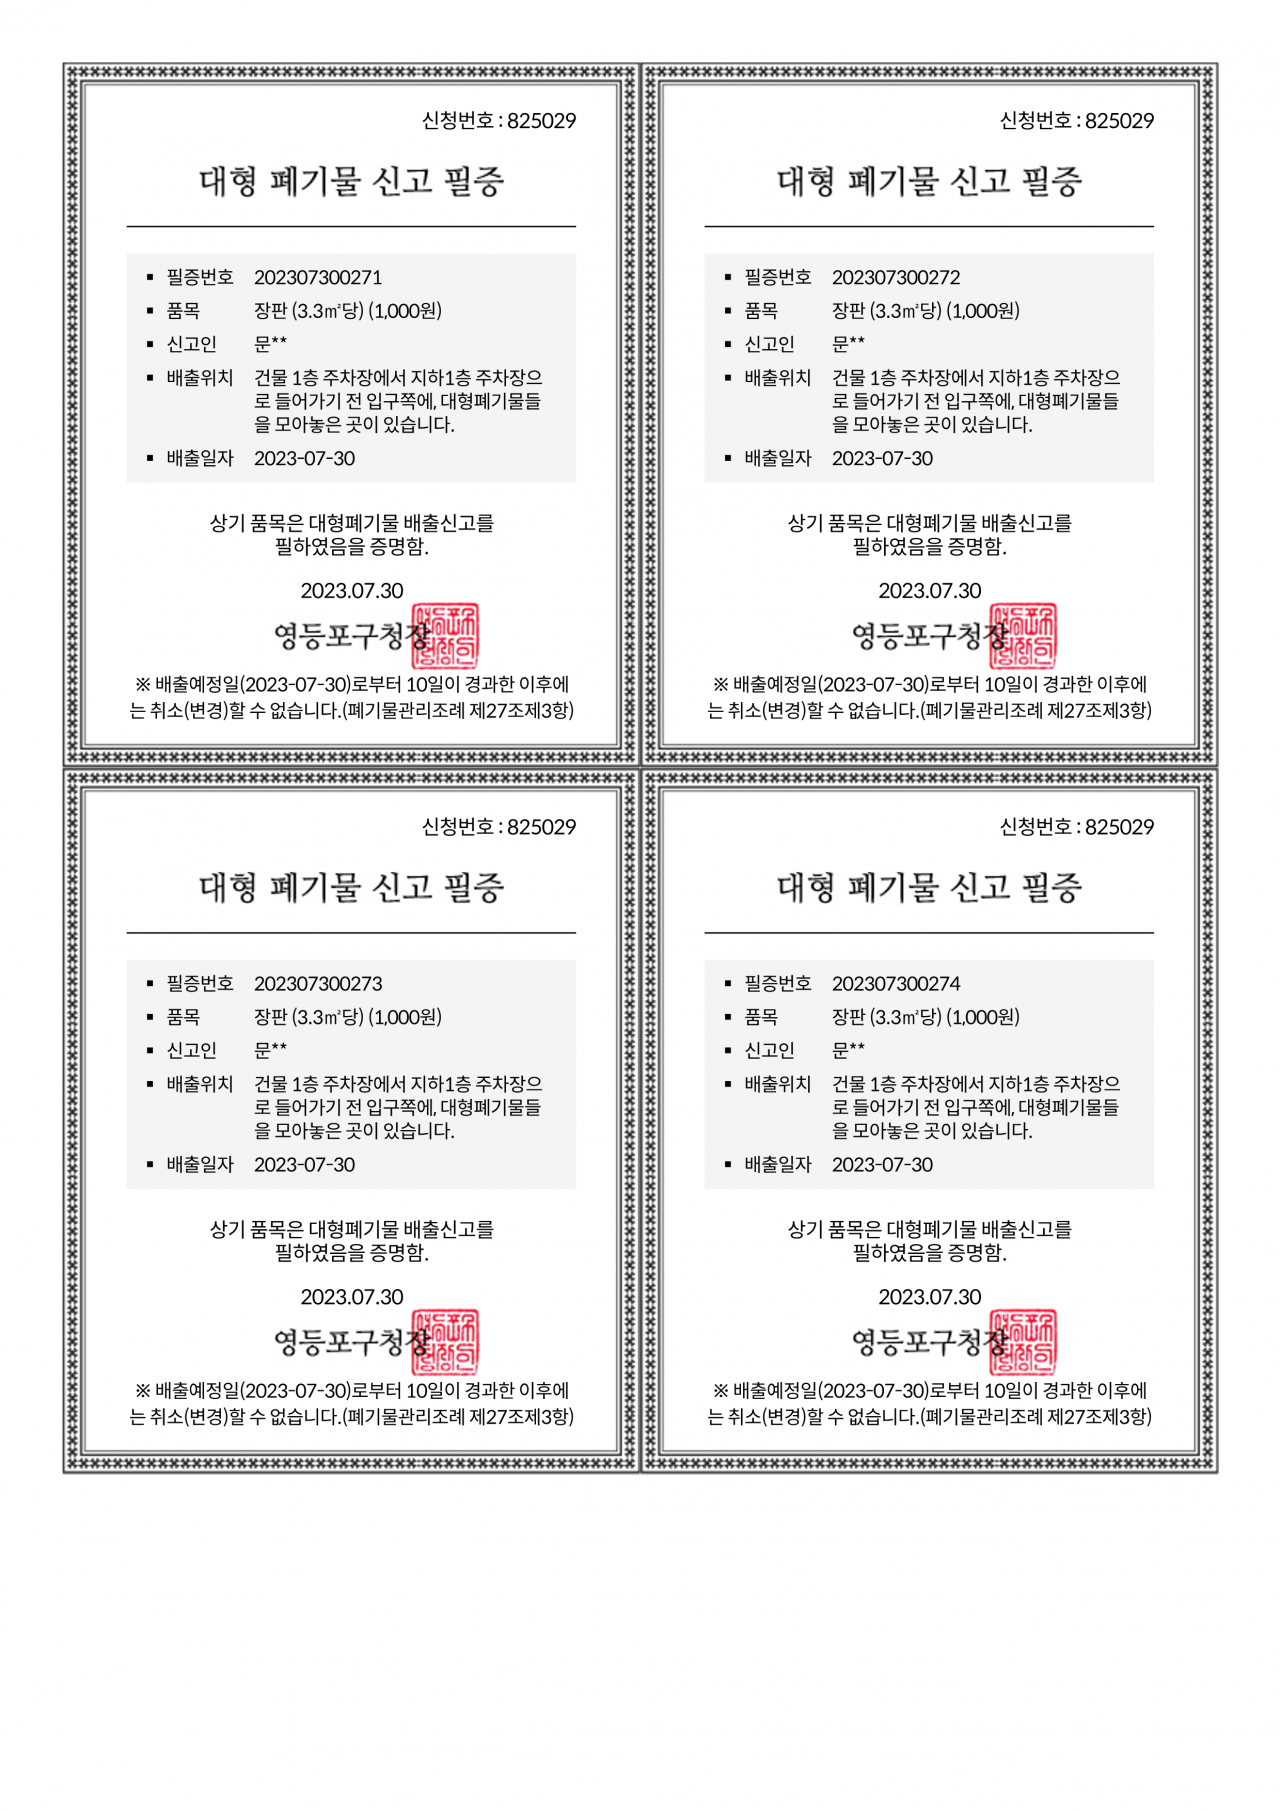 신청번호 : 825029
대형 폐기물 신고 필증
▪ 필증번호 202307300271
▪ 품목 장판 (3.3㎡당) (1,000원)
▪ 신고인 문**
▪ 배출위치 건물 1층 주차장에서 지하1층 주차장으
로 들어가기 전 입구쪽에, 대형폐기물들
을 모아놓은 곳이 있습니다.
▪ 배출일자 2023-07-30
상기 품목은 대형폐기물 배출신고를
필하였음을 증명함.
2023.07.30
영등포구청장
※ 배출예정일(2023-07-30)로부터 10일이 경과한 이후에
는 취소(변경)할 수 없습니다.(폐기물관리조례 제27조제3항)
신청번호 : 825029
대형 폐기물 신고 필증
▪ 필증번호 202307300272
▪ 품목 장판 (3.3㎡당) (1,000원)
▪ 신고인 문**
▪ 배출위치 건물 1층 주차장에서 지하1층 주차장으
로 들어가기 전 입구쪽에, 대형폐기물들
을 모아놓은 곳이 있습니다.
▪ 배출일자 2023-07-30
상기 품목은 대형폐기물 배출신고를
필하였음을 증명함.
2023.07.30
영등포구청장
※ 배출예정일(2023-07-30)로부터 10일이 경과한 이후에
는 취소(변경)할 수 없습니다.(폐기물관리조례 제27조제3항)
신청번호 : 825029
대형 폐기물 신고 필증
▪ 필증번호 202307300273
▪ 품목 장판 (3.3㎡당) (1,000원)
▪ 신고인 문**
▪ 배출위치 건물 1층 주차장에서 지하1층 주차장으
로 들어가기 전 입구쪽에, 대형폐기물들
을 모아놓은 곳이 있습니다.
▪ 배출일자 2023-07-30
상기 품목은 대형폐기물 배출신고를
필하였음을 증명함.
2023.07.30
영등포구청장
※ 배출예정일(2023-07-30)로부터 10일이 경과한 이후에
는 취소(변경)할 수 없습니다.(폐기물관리조례 제27조제3항)
신청번호 : 825029
대형 폐기물 신고 필증
▪ 필증번호 202307300274
▪ 품목 장판 (3.3㎡당) (1,000원)
▪ 신고인 문**
▪ 배출위치 건물 1층 주차장에서 지하1층 주차장으
로 들어가기 전 입구쪽에, 대형폐기물들
을 모아놓은 곳이 있습니다.
▪ 배출일자 2023-07-30
상기 품목은 대형폐기물 배출신고를
필하였음을 증명함.
2023.07.30
영등포구청장
※ 배출예정일(2023-07-30)로부터 10일이 경과한 이후에
는 취소(변경)할 수 없습니다.(폐기물관리조례 제27조제3항)